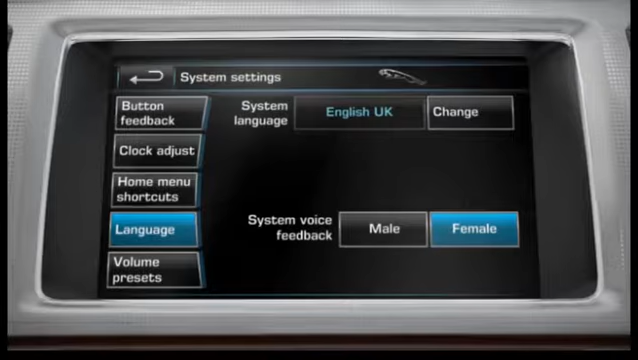 System settings
Button
feedback
System
language
English UK
Change
Clock adjust
Home menu
shortcuts
Language
System voice
feedback
Male
Female
Volume
presets